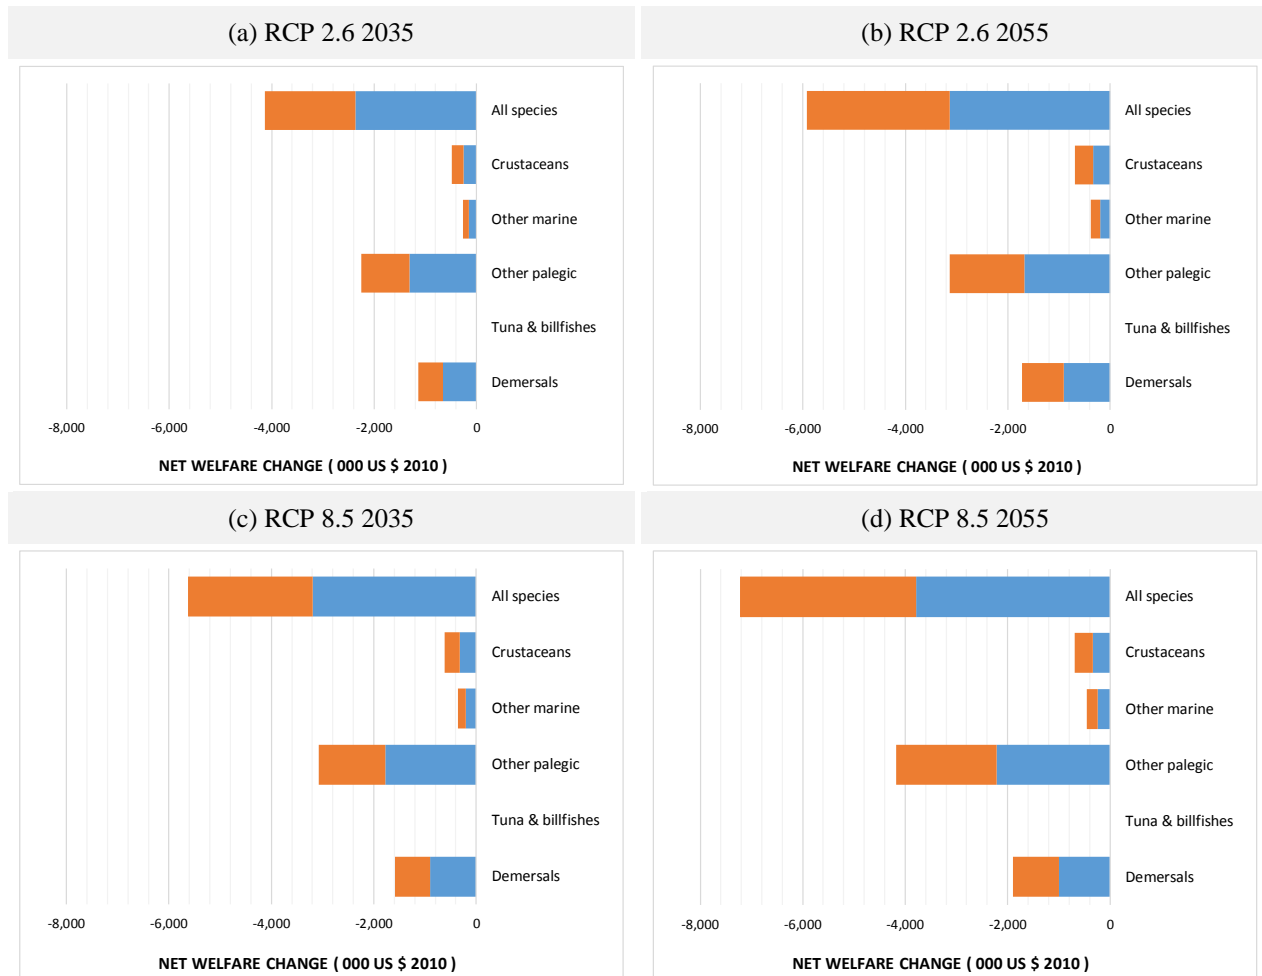 (a) RCP 2.6 2035
All species
Crustaceans
Other marine
Other palegic
Tuna & billfishes
Demersals
-8,000 -6,000 -4,000 -2,000 0
NET WELFARE CHANGE ( 000 US $ 2010 )
(b) RCP 2.6 2055
All species
Crustaceans
Other marine
Other palegic
Tuna & billfishes
Demersals
-8,000 -6,000 -4,000 -2,000 0
NET WELFARE CHANGE ( 000 US $ 2010 )
(c) RCP 8.5 2035
All species
Crustaceans
Other marine
Other palegic
Tuna & billfishes
Demersals
-8,000 -6,000 -4,000 -2,000 0
NET WELFARE CHANGE ( 000 US $ 2010 )
(d) RCP 8.5 2055
All species
Crustaceans
Other marine
Other palegic
Tuna & billfishes
Demersals
-8,000 -6,000 -4,000 -2,000 0
NET WELFARE CHANGE ( 000 US $ 2010 )